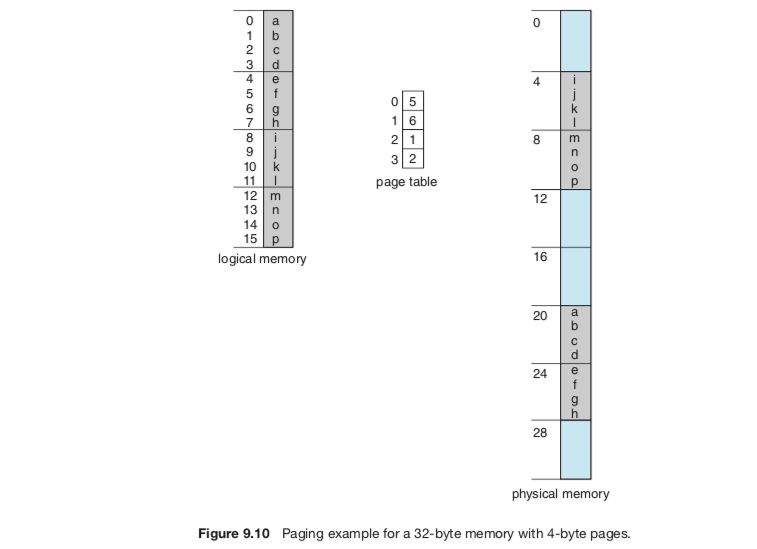 0 a
1 b
2 c
3 d
4 e
5 f
6 g
7 h
8 i
9 j
10 k
11 l
12 m
13 n
14 o
15 p
logical memory
0 5
1 6
2 1
3 2
page table
0
4 i
j
k
l
8 m
n
o
p
12
16
20 a
b
c
d
24 e
f
g
h
28
physical memory
Figure 9.10 Paging example for a 32-byte memory with 4-byte pages.